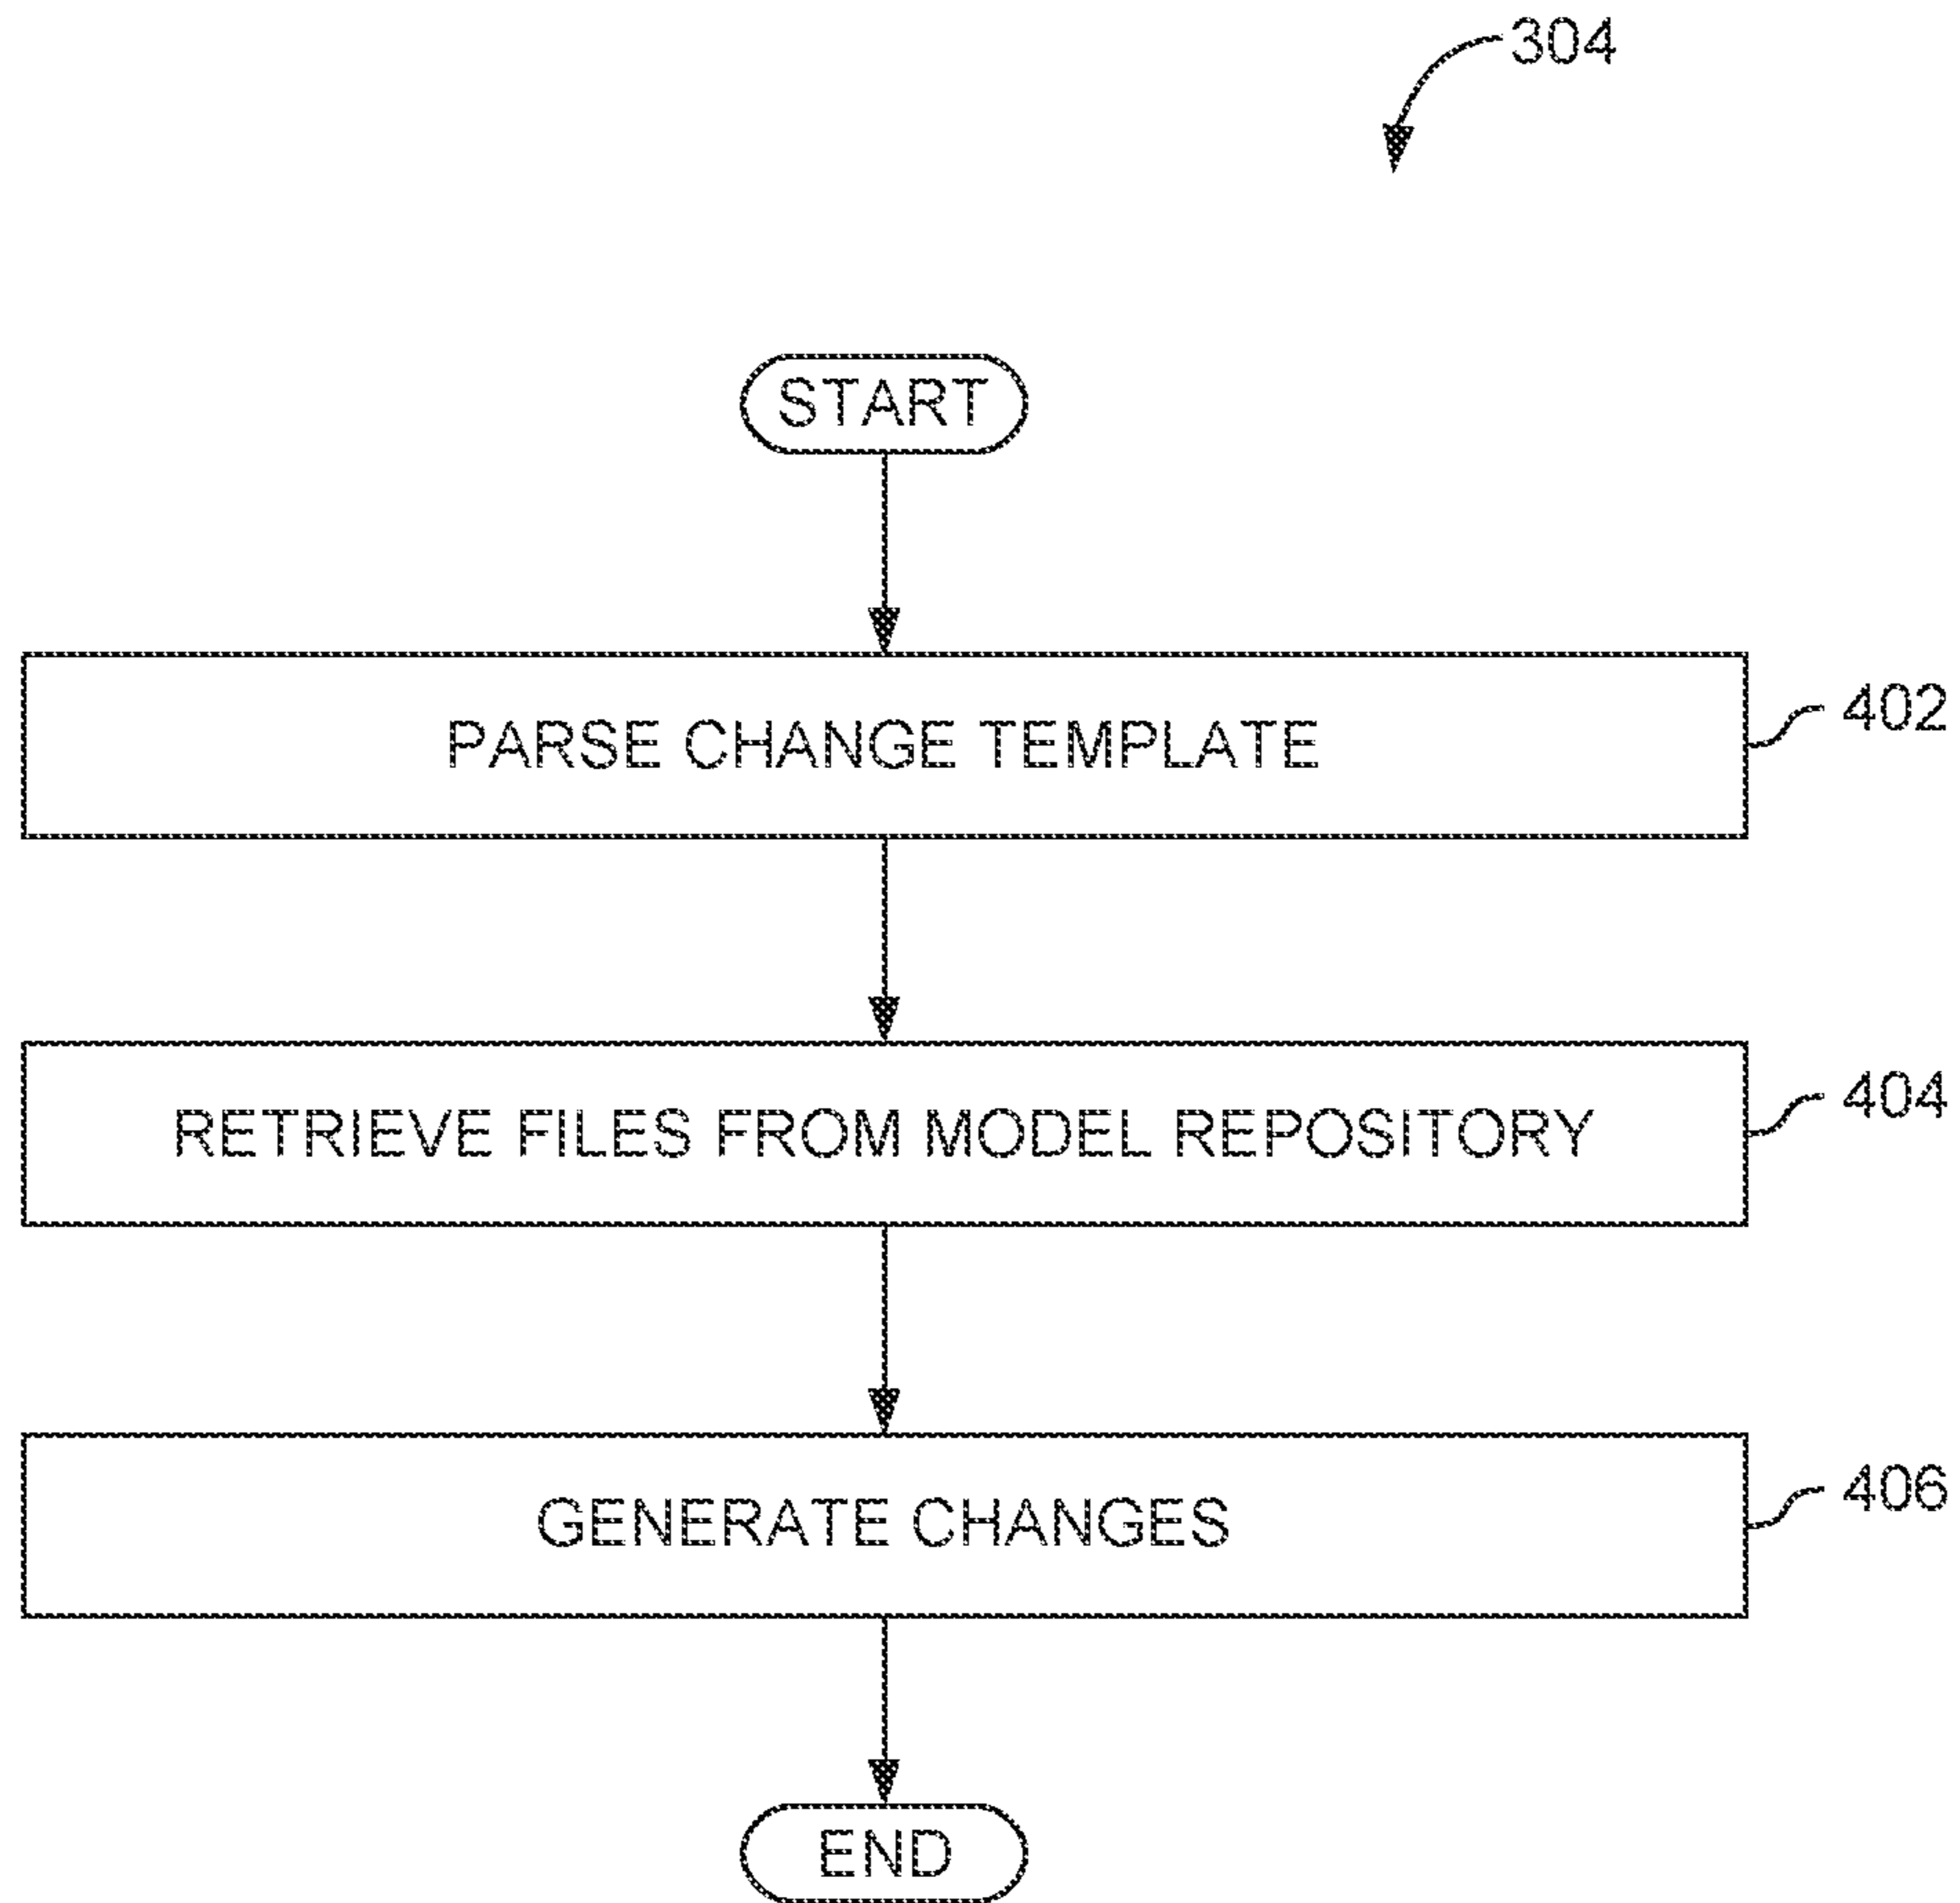 304
START
PARSE CHANGE TEMPLATE
402
RETRIEVE FILES FROM MODEL REPOSITORY
404
GENERATE CHANGES
406
END